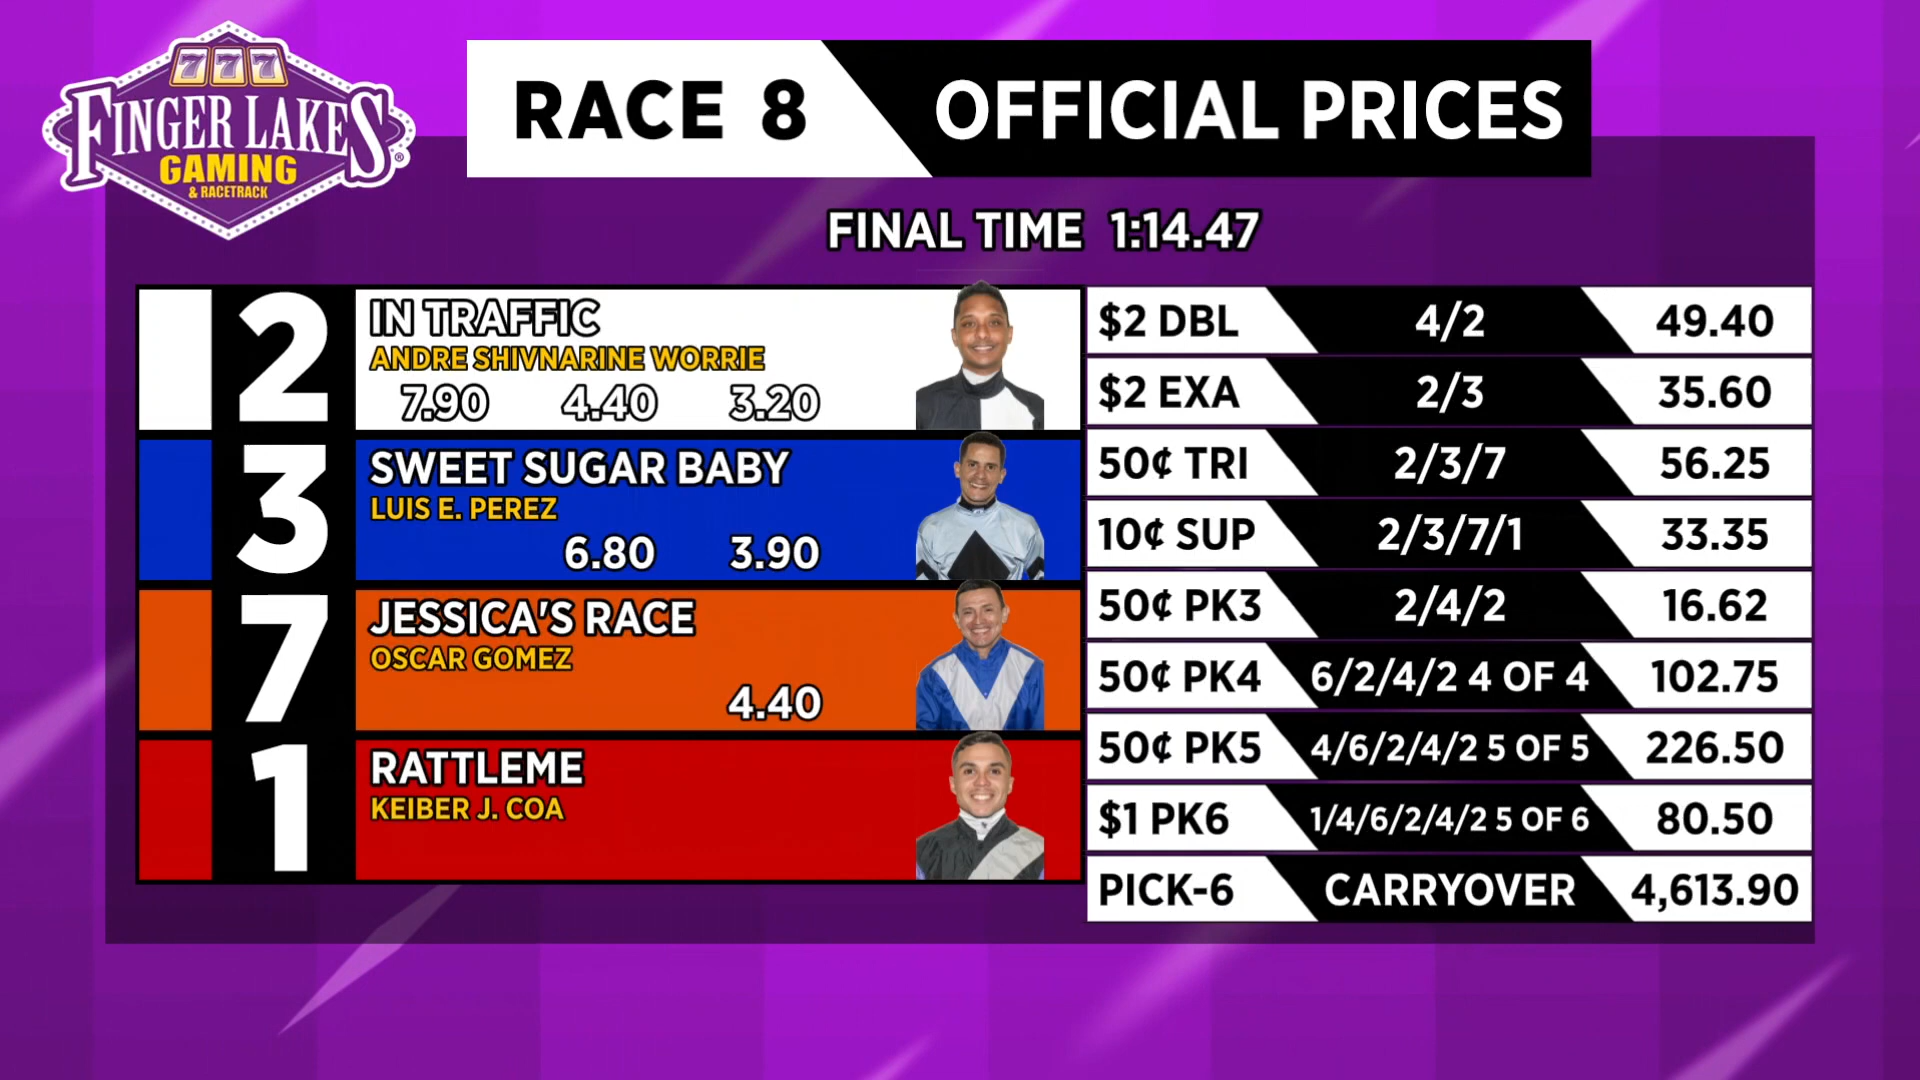 777
FINGER LAKES®
GAMING
& RACETRACK
RACE 8 OFFICIAL PRICES
FINAL TIME 1:14.47
2 IN TRAFFIC
ANDRE SHIVNARINE WORRIE
7.90 4.40 3.20
3 SWEET SUGAR BABY
LUIS E. PEREZ
6.80 3.90
7 JESSICA'S RACE
OSCAR GOMEZ
4.40
1 RATTLEME
KEIBER J. COA
$2 DBL 4/2 49.40
$2 EXA 2/3 35.60
50¢ TRI 2/3/7 56.25
10¢ SUP 2/3/7/1 33.35
50¢ PK3 2/4/2 16.62
50¢ PK4 6/2/4/2 4 OF 4 102.75
50¢ PK5 4/6/2/4/2 5 OF 5 226.50
$1 PK6 1/4/6/2/4/2 5 OF 6 80.50
PICK-6 CARRYOVER 4,613.90